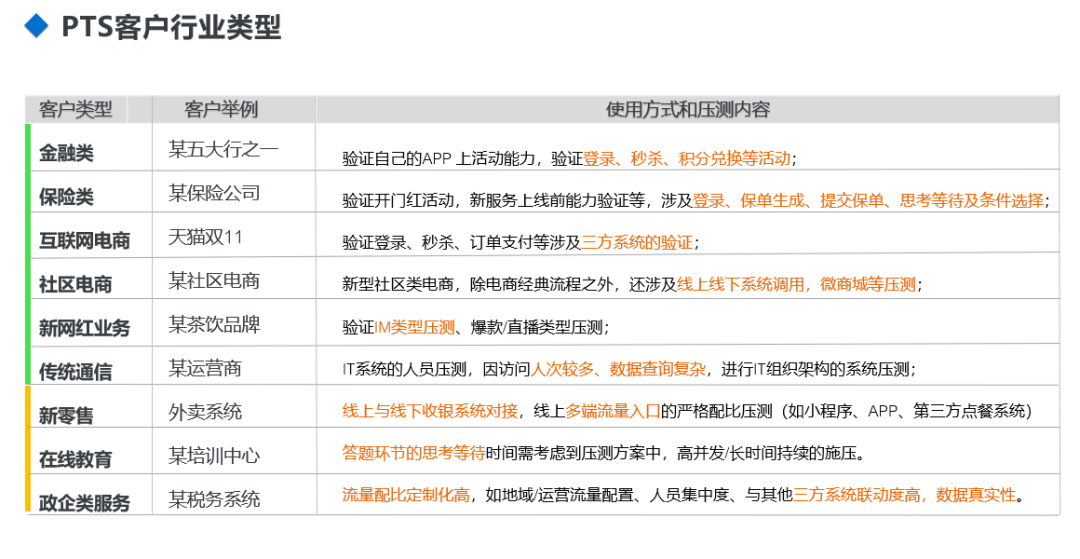 PTS客户行业类型
客户类型 客户举例 使用方式和压测内容
金融类 某五大行之一 验证自己的APP 上活动能力，验证登录、秒杀、积分兑换等活动；
保险类 某保险公司 验证开门红活动，新服务上线前能力验证等，涉及登录、保单生成、提交保单、思考等待及条件选择；
互联网电商 天猫双11 验证登录、秒杀、订单支付等涉及三方系统的验证；
社区电商 某社区电商 新型社区类电商，除电商经典流程之外，还涉及线上线下系统调用，微商城等压测；
新网红业务 某茶饮品牌 验证IM类型压测、爆款/直播类型压测；
传统通信 某运营商 IT系统的人员压测，因访问人次较多、数据查询复杂，进行IT组织架构的系统压测；
新零售 外卖系统 线上与线下收银系统对接，线上多端流量入口的严格配比压测（如小程序、APP、第三方点餐系统）
在线教育 某培训中心 答题环节的思考等待时间需考虑到压测方案中，高并发/长时间持续的施压。
政企类服务 某税务系统 流量配比定制化高，如地域/运营流量配置、人员集中度、与其他三方系统联动度高，数据真实性。